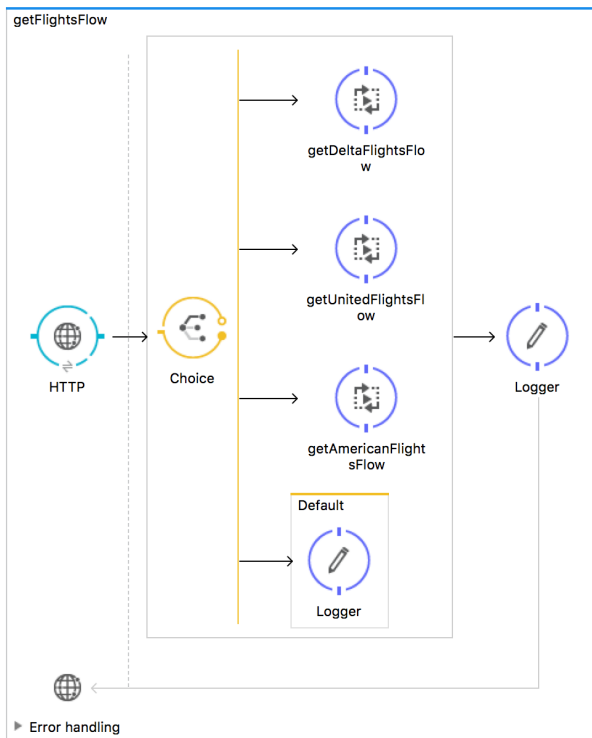 getFlightsFlow
getDeltaFlightsFlo
w
getUnitedFlightsFl
ow
HTTP
Choice
Logger
getAmericanFlight
sFlow
Default
Logger
Error handling